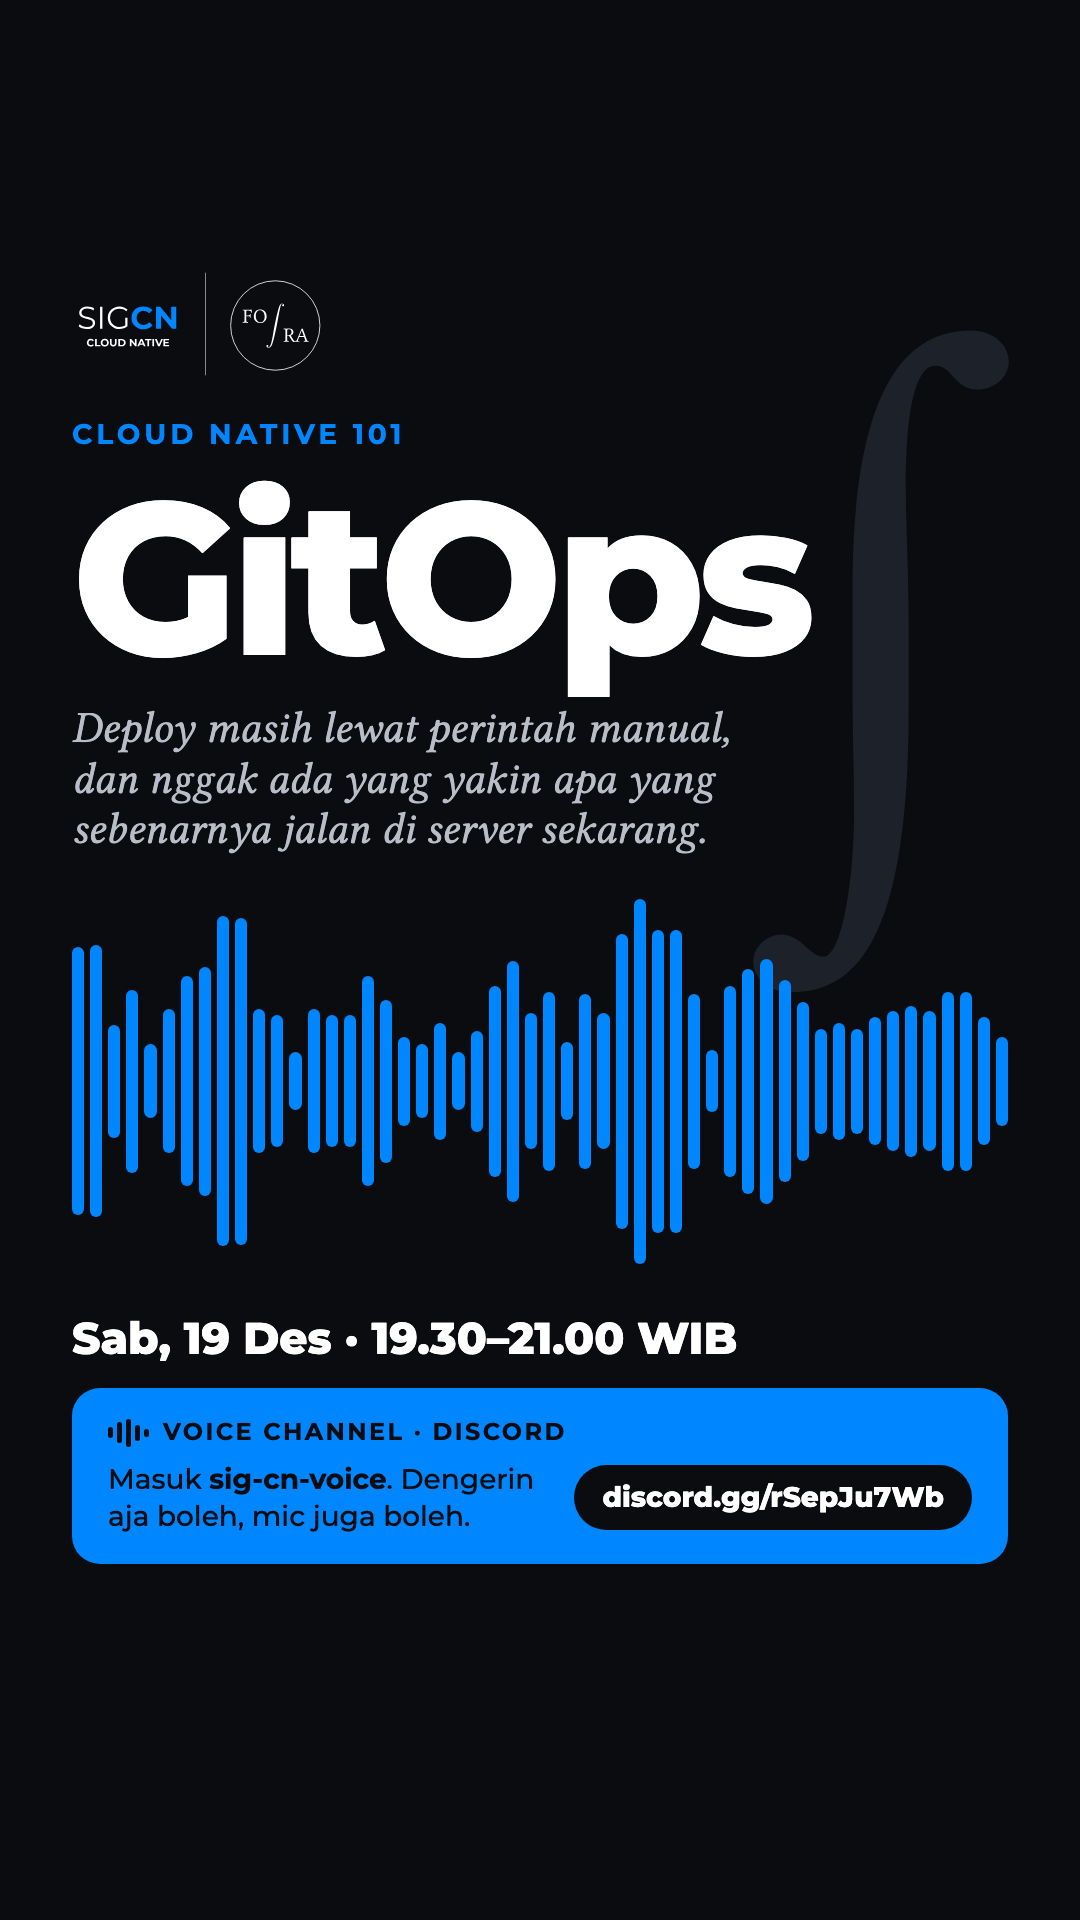 SIGCN
CLOUD NATIVE
FO∫RA
CLOUD NATIVE 101
GitOps
Deploy masih lewat perintah manual,
dan nggak ada yang yakin apa yang
sebenarnya jalan di server sekarang.
Sab, 19 Des · 19.30–21.00 WIB
VOICE CHANNEL · DISCORD
Masuk sig-cn-voice. Dengerin
aja boleh, mic juga boleh.
discord.gg/rSepJu7Wb